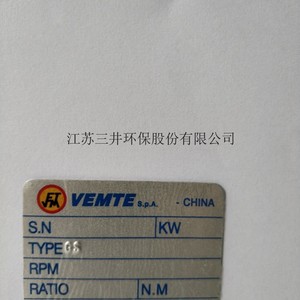 江苏三井环保股份有限公司
VEMTE S.p.A. - CHINA
S.N KW
TYPE
RPM
RATIO N.M